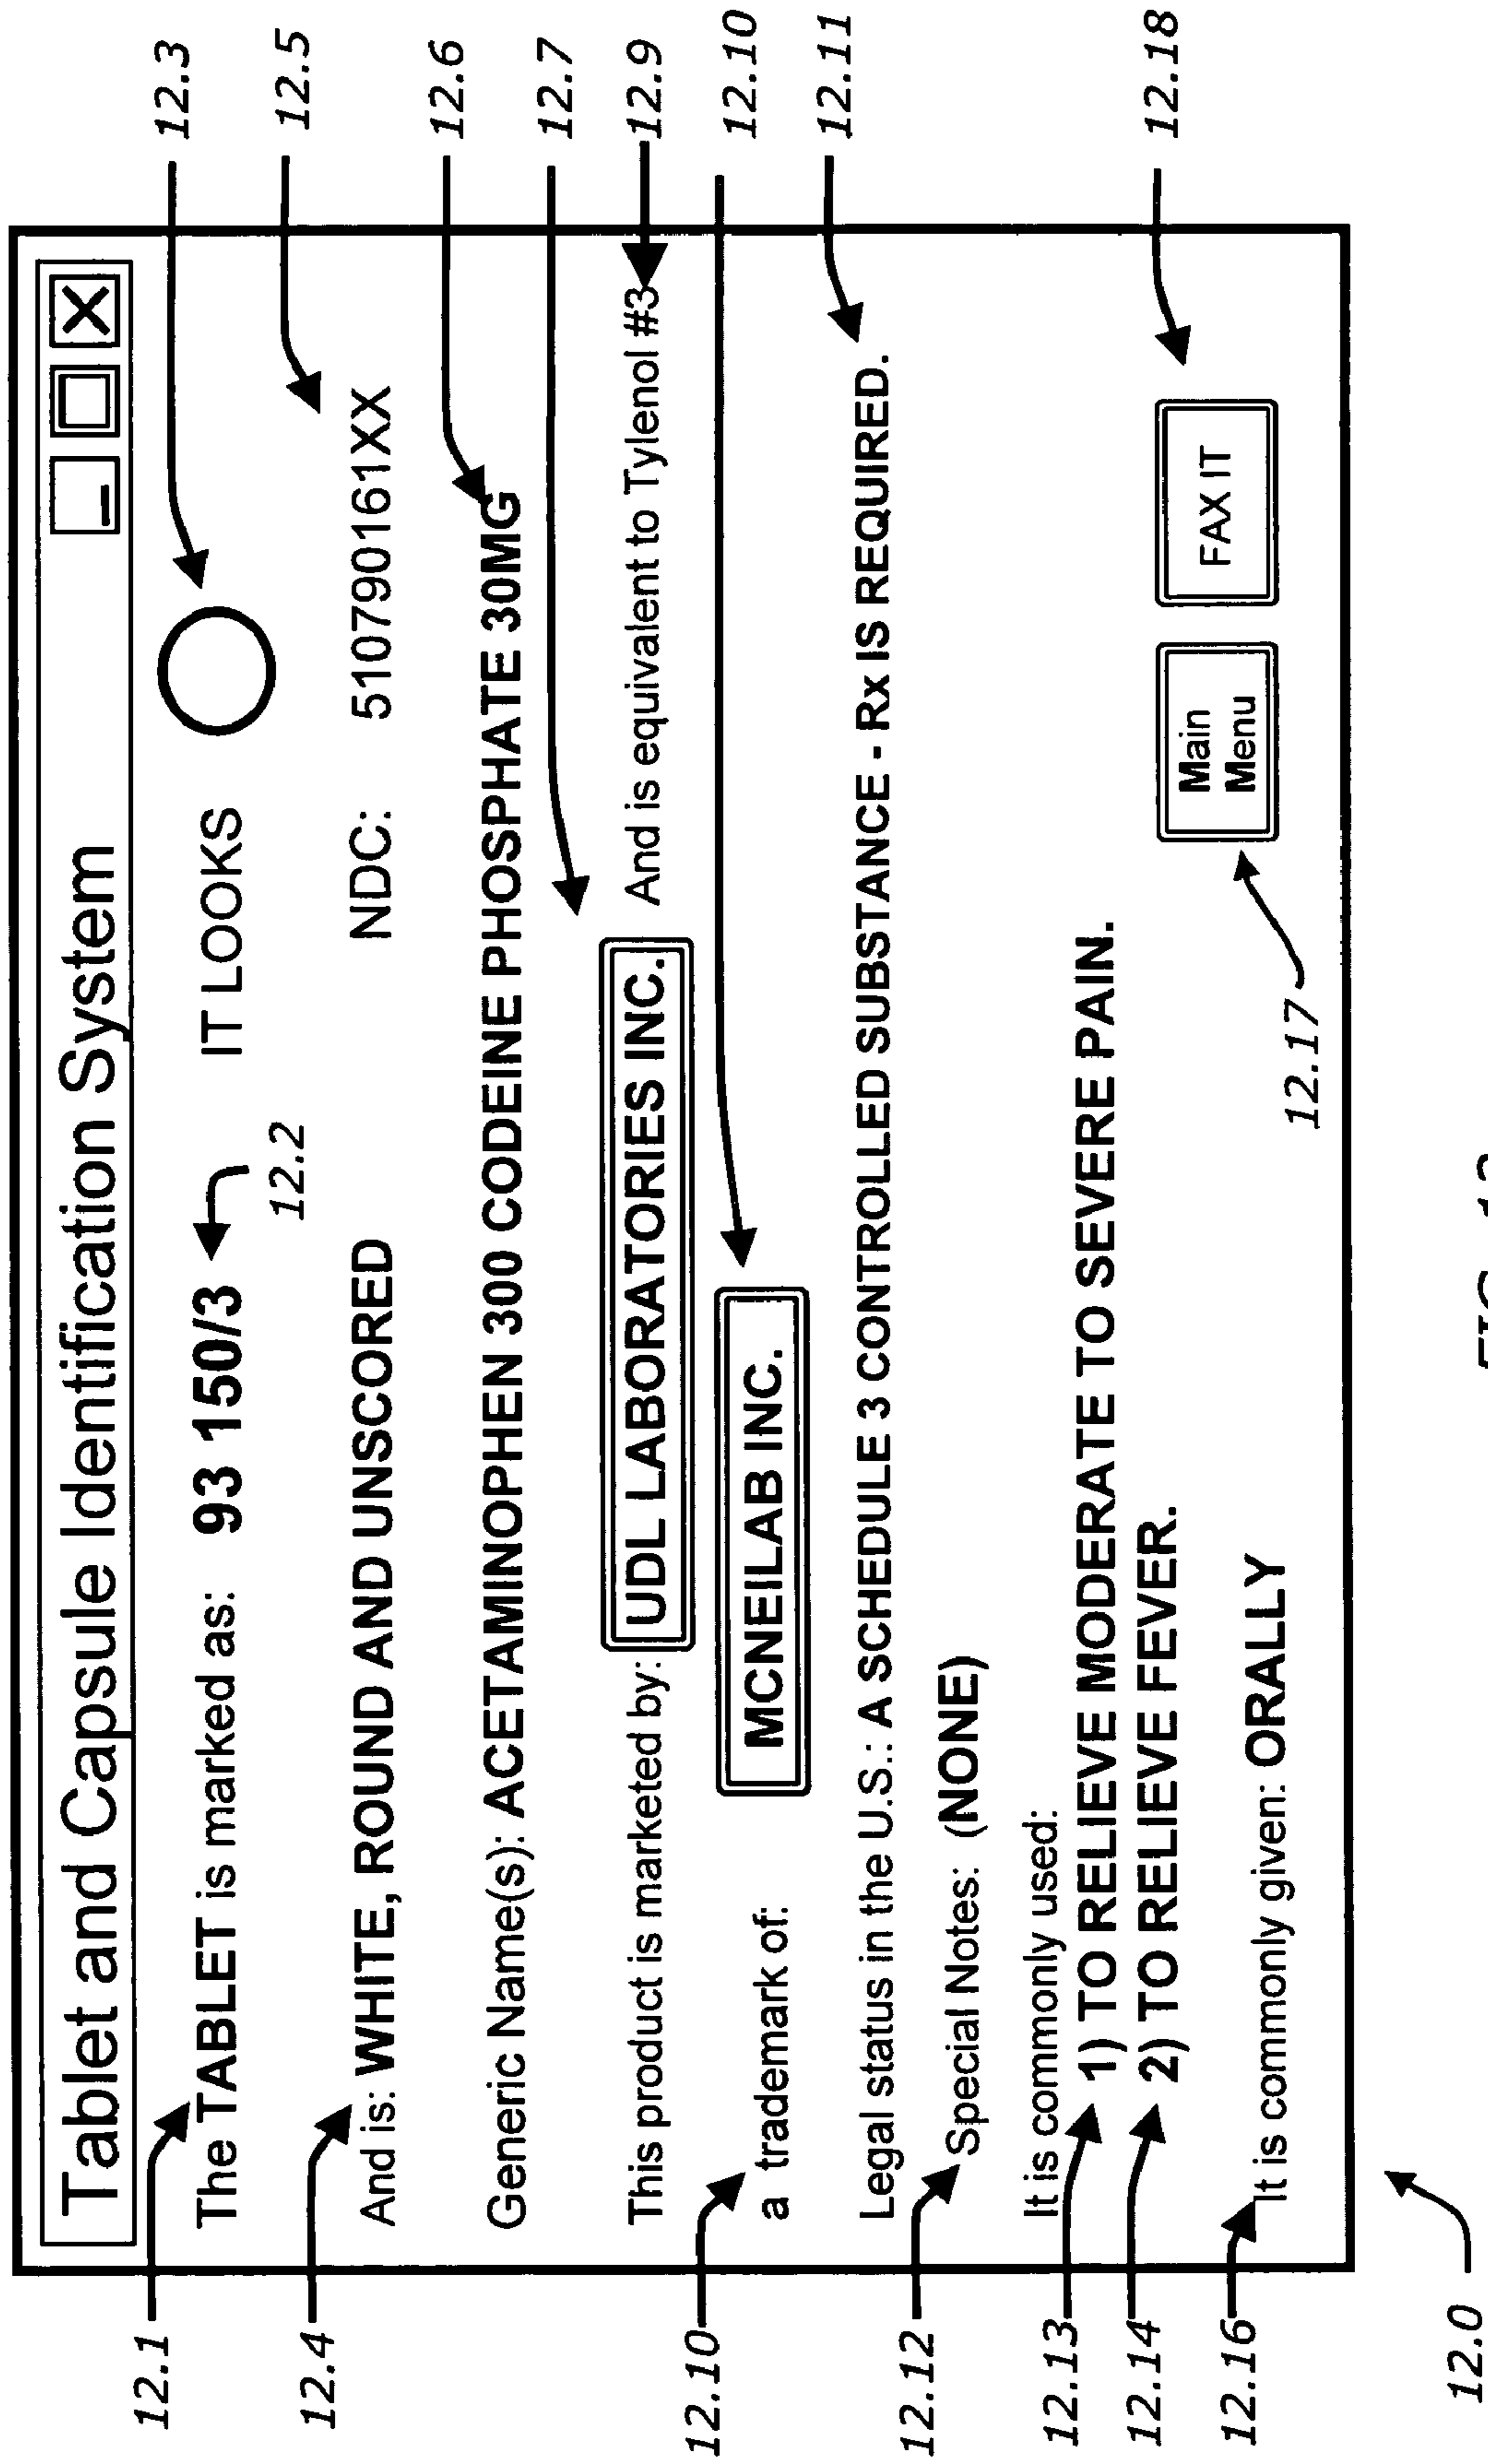 Tablet and Capsule Identification System
12.1
The TABLET is marked as: 93 150/3 IT LOOKS
12.2
12.3
12.4
And is: WHITE, ROUND AND UNSCORED NDC: 510790161XX
12.5
Generic Name(s): ACETAMINOPHEN 300 CODEINE PHOSPHATE 30MG
12.6
12.7
This product is marketed by: UDL LABORATORIES INC. And is equivalent to Tylenol #3
12.9
12.10
a trademark of: MCNEILAB INC.
12.10
Legal status in the U.S.: A SCHEDULE 3 CONTROLLED SUBSTANCE - Rx IS REQUIRED.
12.11
12.12
Special Notes: (NONE)
It is commonly used:
12.13
1) TO RELIEVE MODERATE TO SEVERE PAIN.
12.14
2) TO RELIEVE FEVER.
12.16
It is commonly given: ORALLY
12.17
Main
Menu
FAX IT
12.18
12.0